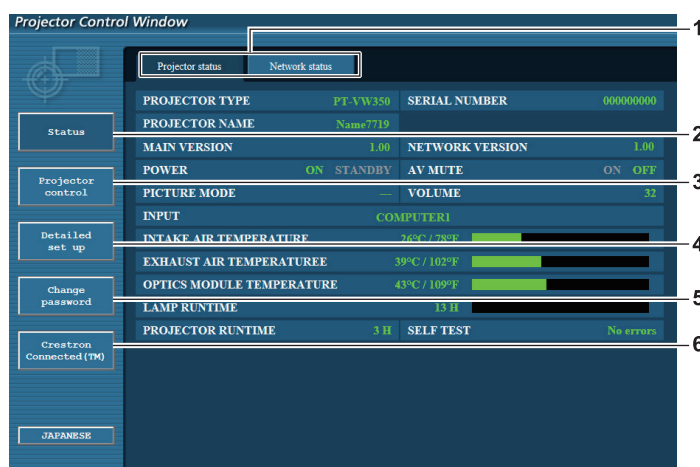 Projector Control Window
1
Projector status Network status
PROJECTOR TYPE PT-VW350 SERIAL NUMBER 000000000
PROJECTOR NAME Name7719
Status
2
MAIN VERSION 1.00 NETWORK VERSION 1.00
POWER ON STANDBY AV MUTE ON OFF
Projector
control
3
PICTURE MODE — VOLUME 32
INPUT COMPUTER1
Detailed
set up
4
INTAKE AIR TEMPERATURE 26°C / 78°F
EXHAUST AIR TEMPERATUREE 39°C / 102°F
OPTICS MODULE TEMPERATURE 43°C / 109°F
Change
password
5
LAMP RUNTIME 13 H
PROJECTOR RUNTIME 3 H SELF TEST No errors
Crestron
Connected(TM)
6
JAPANESE